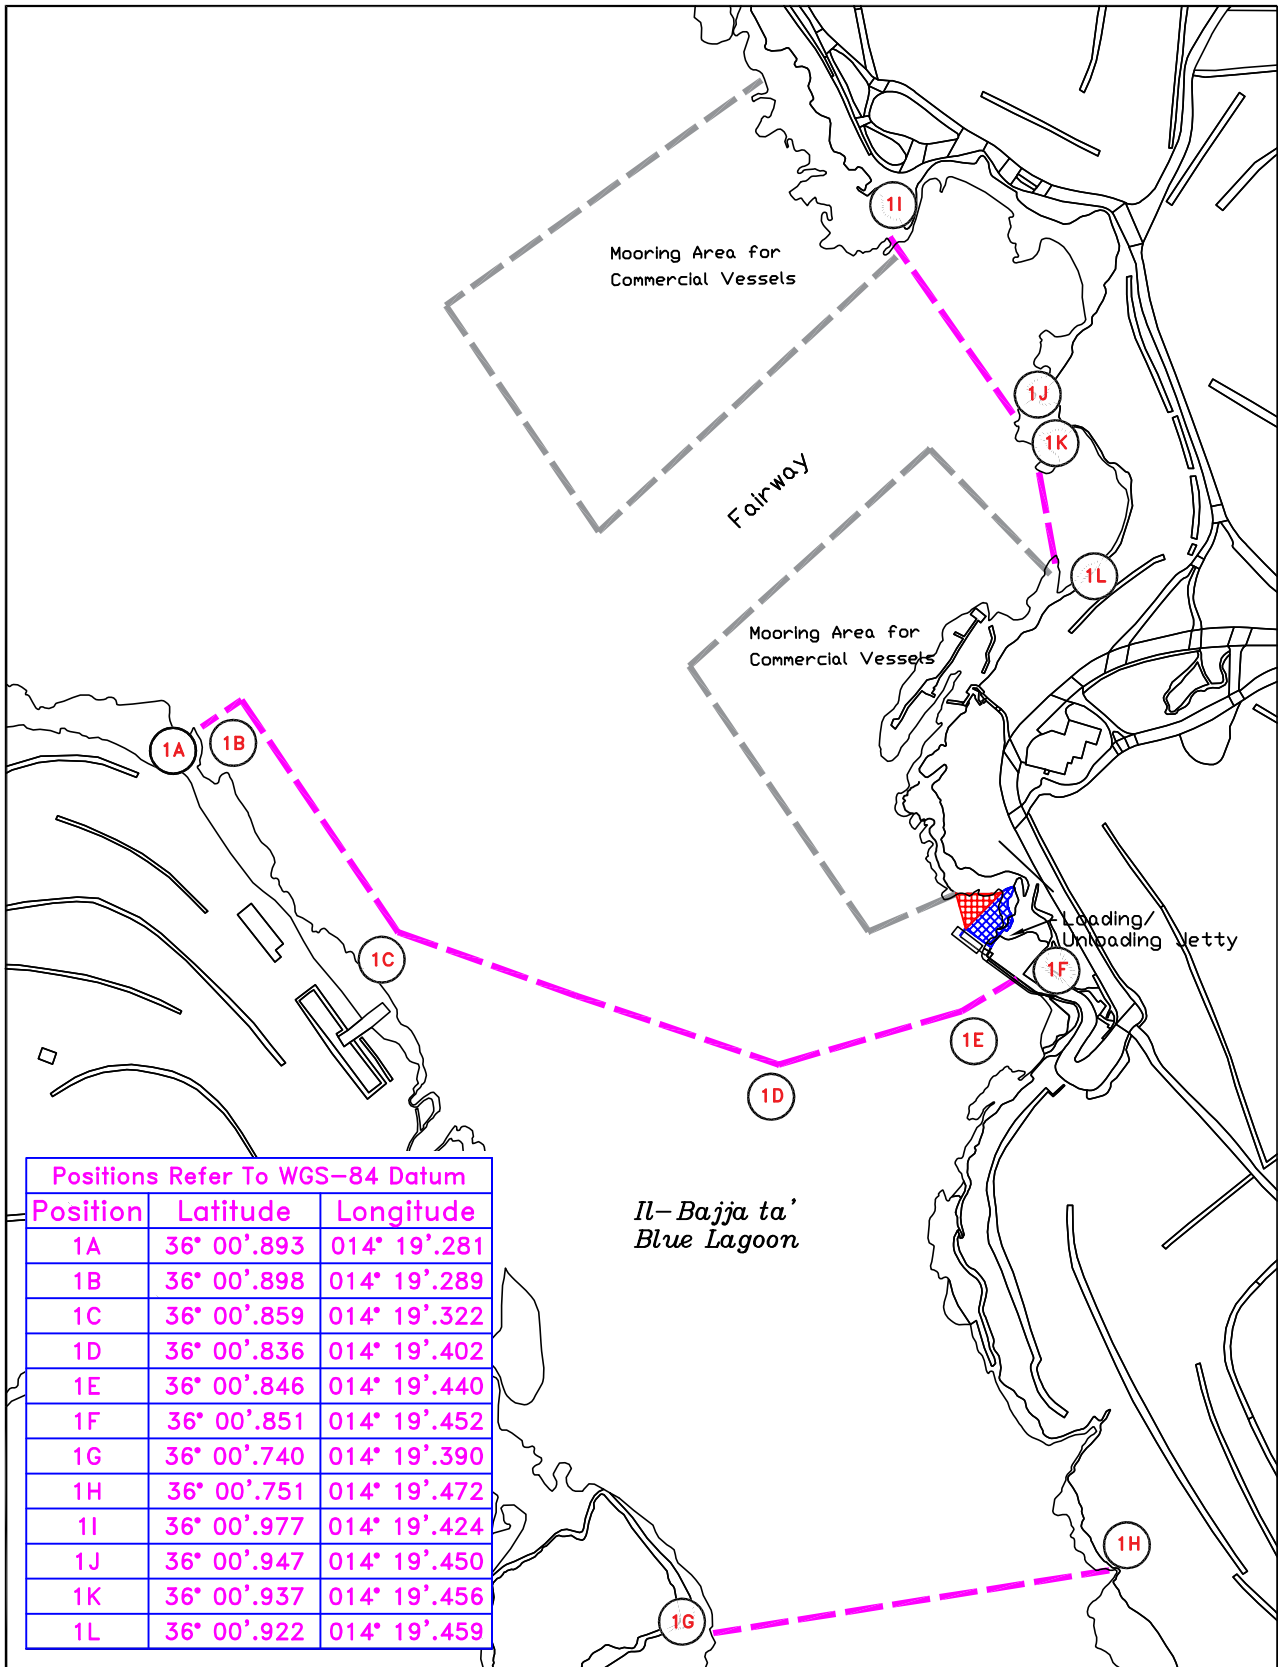 1I
Mooring Area for
Commercial Vessels
1J
1K
Fairway
1L
Mooring Area for
Commercial Vessels
1A
1B
Loading/
Unloading Jetty
1C
1F
1E
1D
Positions Refer To WGS-84 Datum
Position Latitude Longitude
1A 36° 00'.893 014° 19'.281
1B 36° 00'.898 014° 19'.289
1C 36° 00'.859 014° 19'.322
1D 36° 00'.836 014° 19'.402
1E 36° 00'.846 014° 19'.440
1F 36° 00'.851 014° 19'.452
1G 36° 00'.740 014° 19'.390
1H 36° 00'.751 014° 19'.472
1I 36° 00'.977 014° 19'.424
1J 36° 00'.947 014° 19'.450
1K 36° 00'.937 014° 19'.456
1L 36° 00'.922 014° 19'.459
Il-Bajja ta'
Blue Lagoon
1H
1G